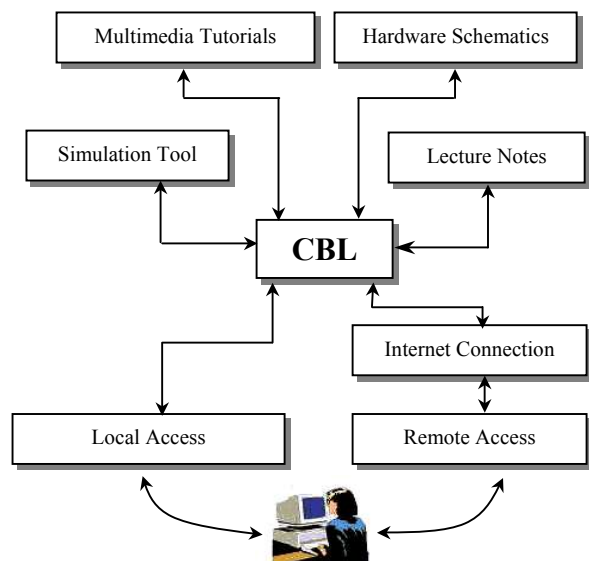 Multimedia Tutorials
Hardware Schematics
Simulation Tool
Lecture Notes
CBL
Internet Connection
Local Access
Remote Access